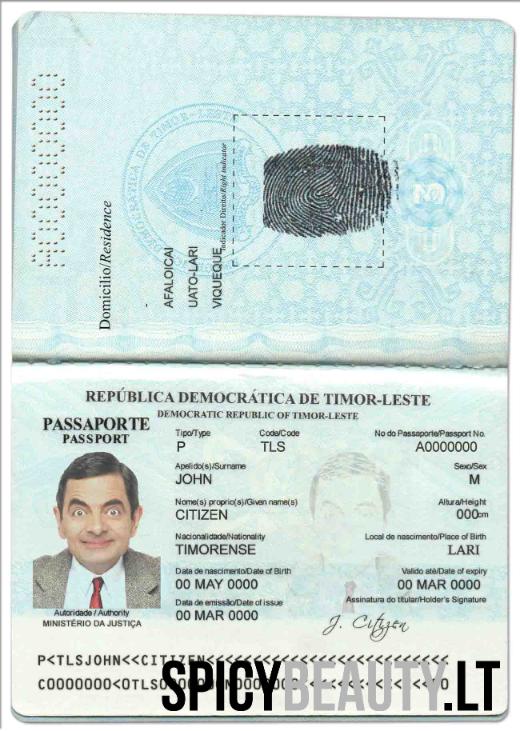 A0000000
Domicilio/Residence
AFALOICAI
UATO-LARI
VIQUEQUE
Indicador Direito/Right indicator
REPÚBLICA DEMOCRÁTICA DE TIMOR-LESTE
DEMOCRATIC REPUBLIC OF TIMOR-LESTE
PASSAPORTE
PASSPORT
Tipo/Type Code/Code No do Passaporte/Passport No.
P TLS A0000000
Apelido(s)/Surname Sexo/Sex
JOHN M
Nome(s) proprio(s)/Given name(s) Altura/Height
CITIZEN 000cm
Nacionalidade/Nationality Local de nascimento/Place of Birth
TIMORENSE LARI
Data de nascimento/Date of Birth Valido até/Date of expiry
00 MAY 0000 00 MAR 0000
Data de emissão/Date of issue Assinatura do titular/Holder's Signature
00 MAR 0000
J. Citizen
Autoridade / Authority
MINISTÉRIO DA JUSTIÇA
P<TLSJOHN<<CITIZEN<<<<<<<<<<<<<<<<<<<<<<<<<<
SPICYBEAUTY.LT